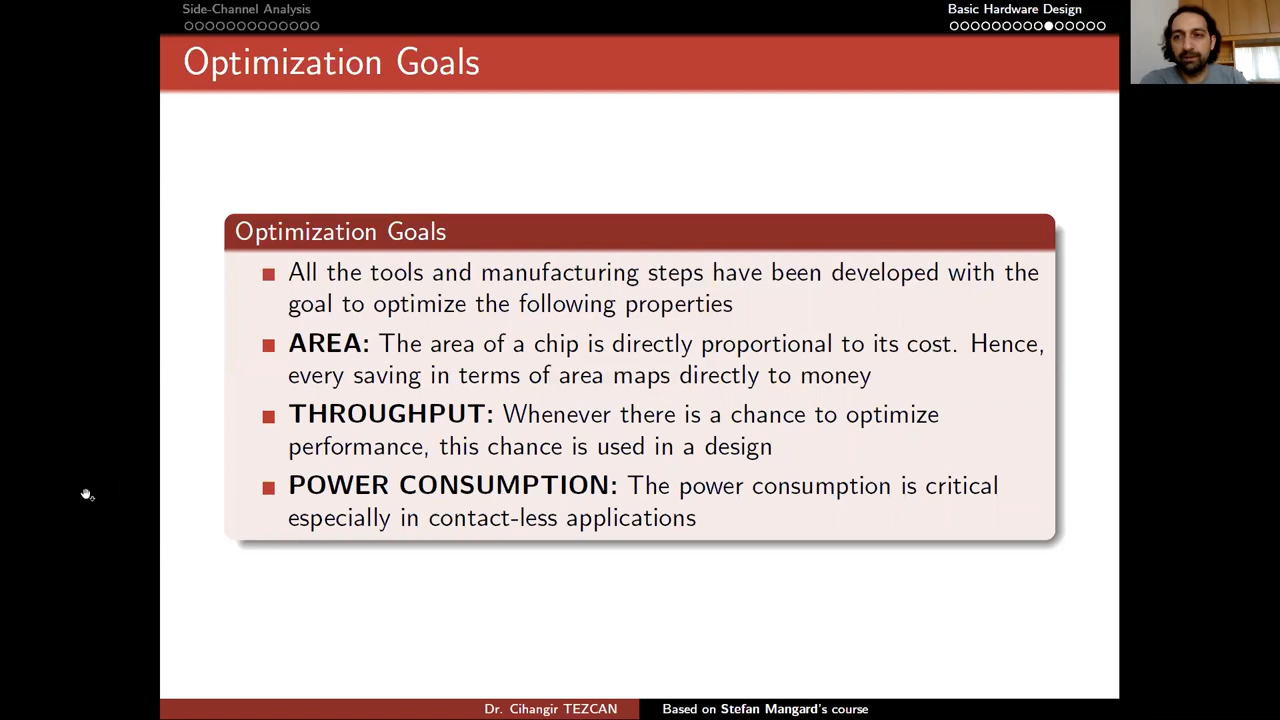 Side-Channel Analysis
Basic Hardware Design
Optimization Goals
Optimization Goals
All the tools and manufacturing steps have been developed with the
goal to optimize the following properties
AREA: The area of a chip is directly proportional to its cost. Hence,
every saving in terms of area maps directly to money
THROUGHPUT: Whenever there is a chance to optimize
performance, this chance is used in a design
POWER CONSUMPTION: The power consumption is critical
especially in contact-less applications
Dr. Cihangir TEZCAN
Based on Stefan Mangard's course